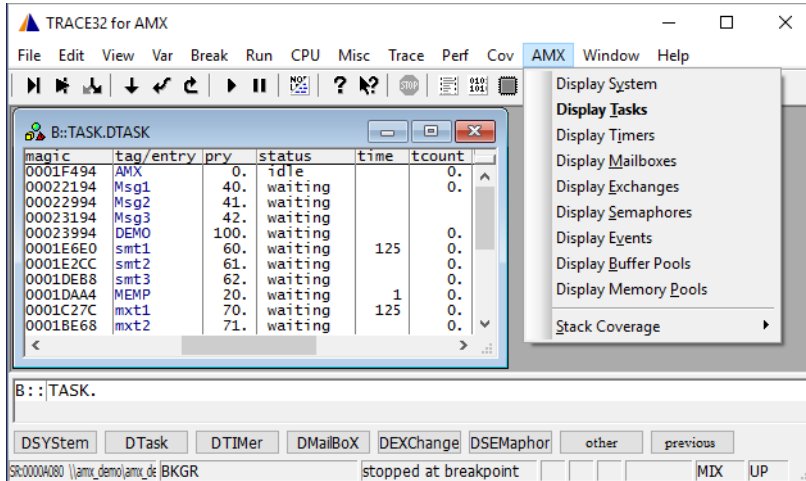 TRACE32 for AMX
File Edit View Var Break Run CPU Misc Trace Perf Cov AMX Window Help
Display System
Display Tasks
Display Timers
Display Mailboxes
Display Exchanges
Display Semaphores
Display Events
Display Buffer Pools
Display Memory Pools
Stack Coverage
B::TASK.DTASK
magic tag/entry pry status time tcount
0001F494 AMX 0. idle 0.
00022194 Msg1 40. waiting 0.
00022994 Msg2 41. waiting
00023194 Msg3 42. waiting
00023994 DEMO 100. waiting 0.
0001E6E0 smt1 60. waiting 125 0.
0001E2CC smt2 61. waiting 0.
0001DEB8 smt3 62. waiting 0.
0001DAA4 MEMP 20. waiting 1 0.
0001C27C mxt1 70. waiting 125 0.
0001BE68 mxt2 71. waiting 0.
B::TASK.
DSYStem DTask DTIMer DMailBoX DEXChange DSEMaphor other previous
SR:0000A080 \\amx_demo\amx_de BKGR stopped at breakpoint MIX UP